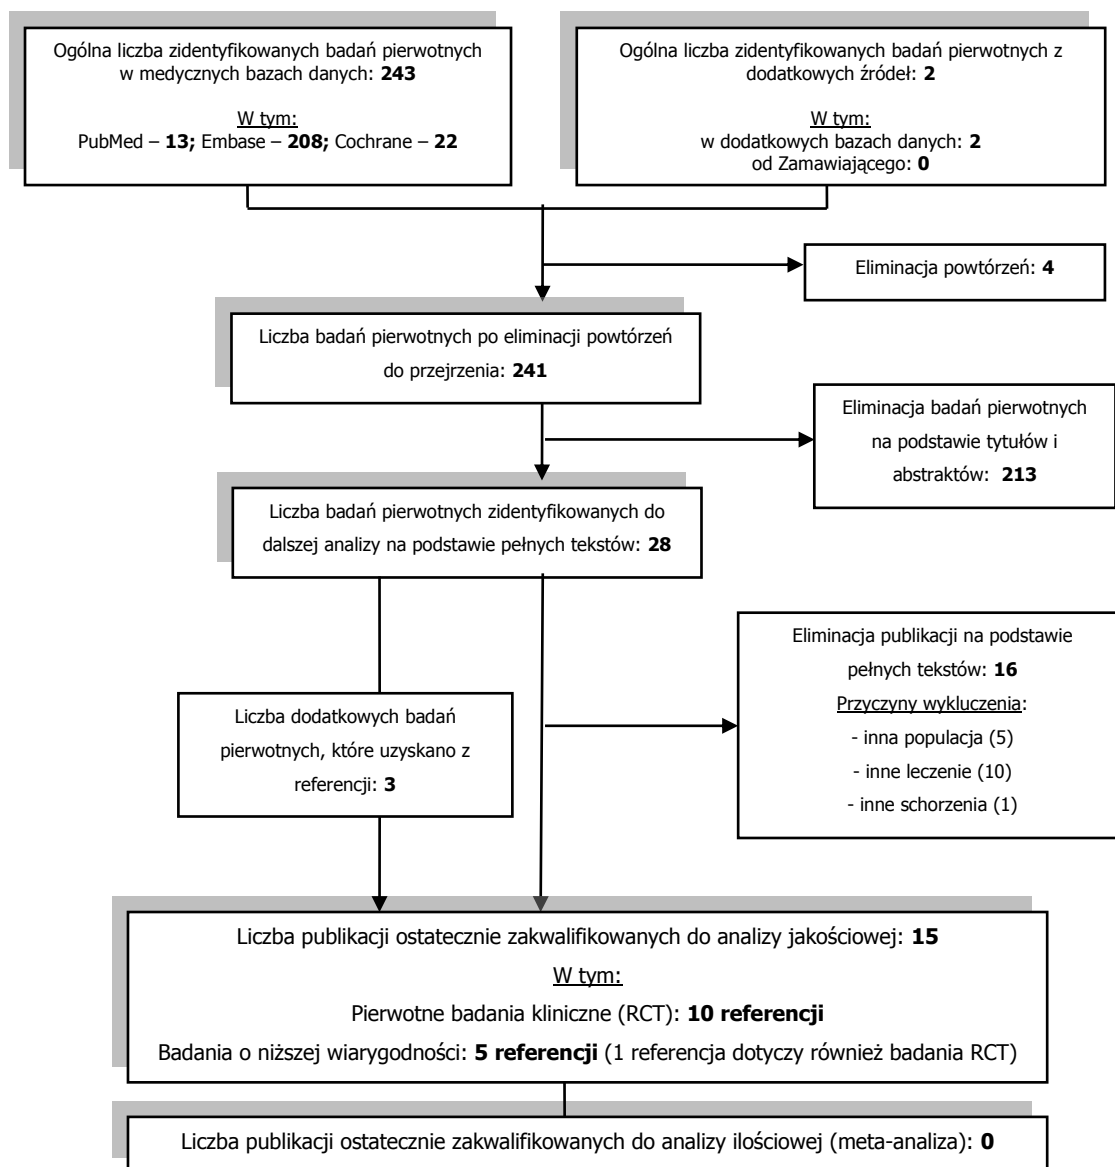 Ogólna liczba zidentyfikowanych badań pierwotnych
w medycznych bazach danych: 243
W tym:
PubMed – 13; Embase – 208; Cochrane – 22
Ogólna liczba zidentyfikowanych badań pierwotnych z
dodatkowych źródeł: 2
W tym:
w dodatkowych bazach danych: 2
od Zamawiającego: 0
Eliminacja powtórzeń: 4
Liczba badań pierwotnych po eliminacji powtórzeń
do przejrzenia: 241
Eliminacja badań pierwotnych
na podstawie tytułów i
abstraktów: 213
Liczba badań pierwotnych zidentyfikowanych do
dalszej analizy na podstawie pełnych tekstów: 28
Eliminacja publikacji na podstawie
pełnych tekstów: 16
Przyczyny wykluczenia:
- inna populacja (5)
- inne leczenie (10)
- inne schorzenia (1)
Liczba dodatkowych badań
pierwotnych, które uzyskano z
referencji: 3
Liczba publikacji ostatecznie zakwalifikowanych do analizy jakościowej: 15
W tym:
Pierwotne badania kliniczne (RCT): 10 referencji
Badania o niższej wiarygodności: 5 referencji (1 referencja dotyczy również badania RCT)
Liczba publikacji ostatecznie zakwalifikowanych do analizy ilościowej (meta-analiza): 0